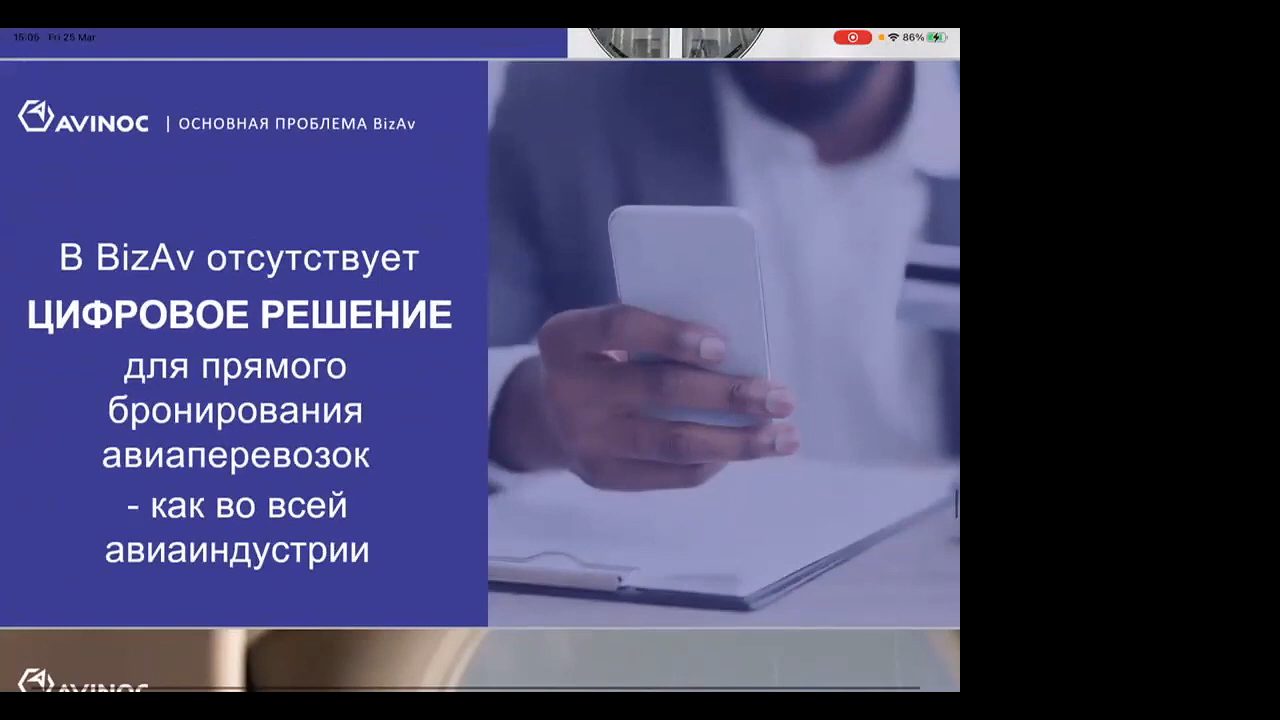 15:05 Fri 25 Mar
86%
AVINOC | ОСНОВНАЯ ПРОБЛЕМА BizAv
В BizAv отсутствует
ЦИФРОВОЕ РЕШЕНИЕ
для прямого
бронирования
авиаперевозок
- как во всей
авиаиндустрии
AVINOC